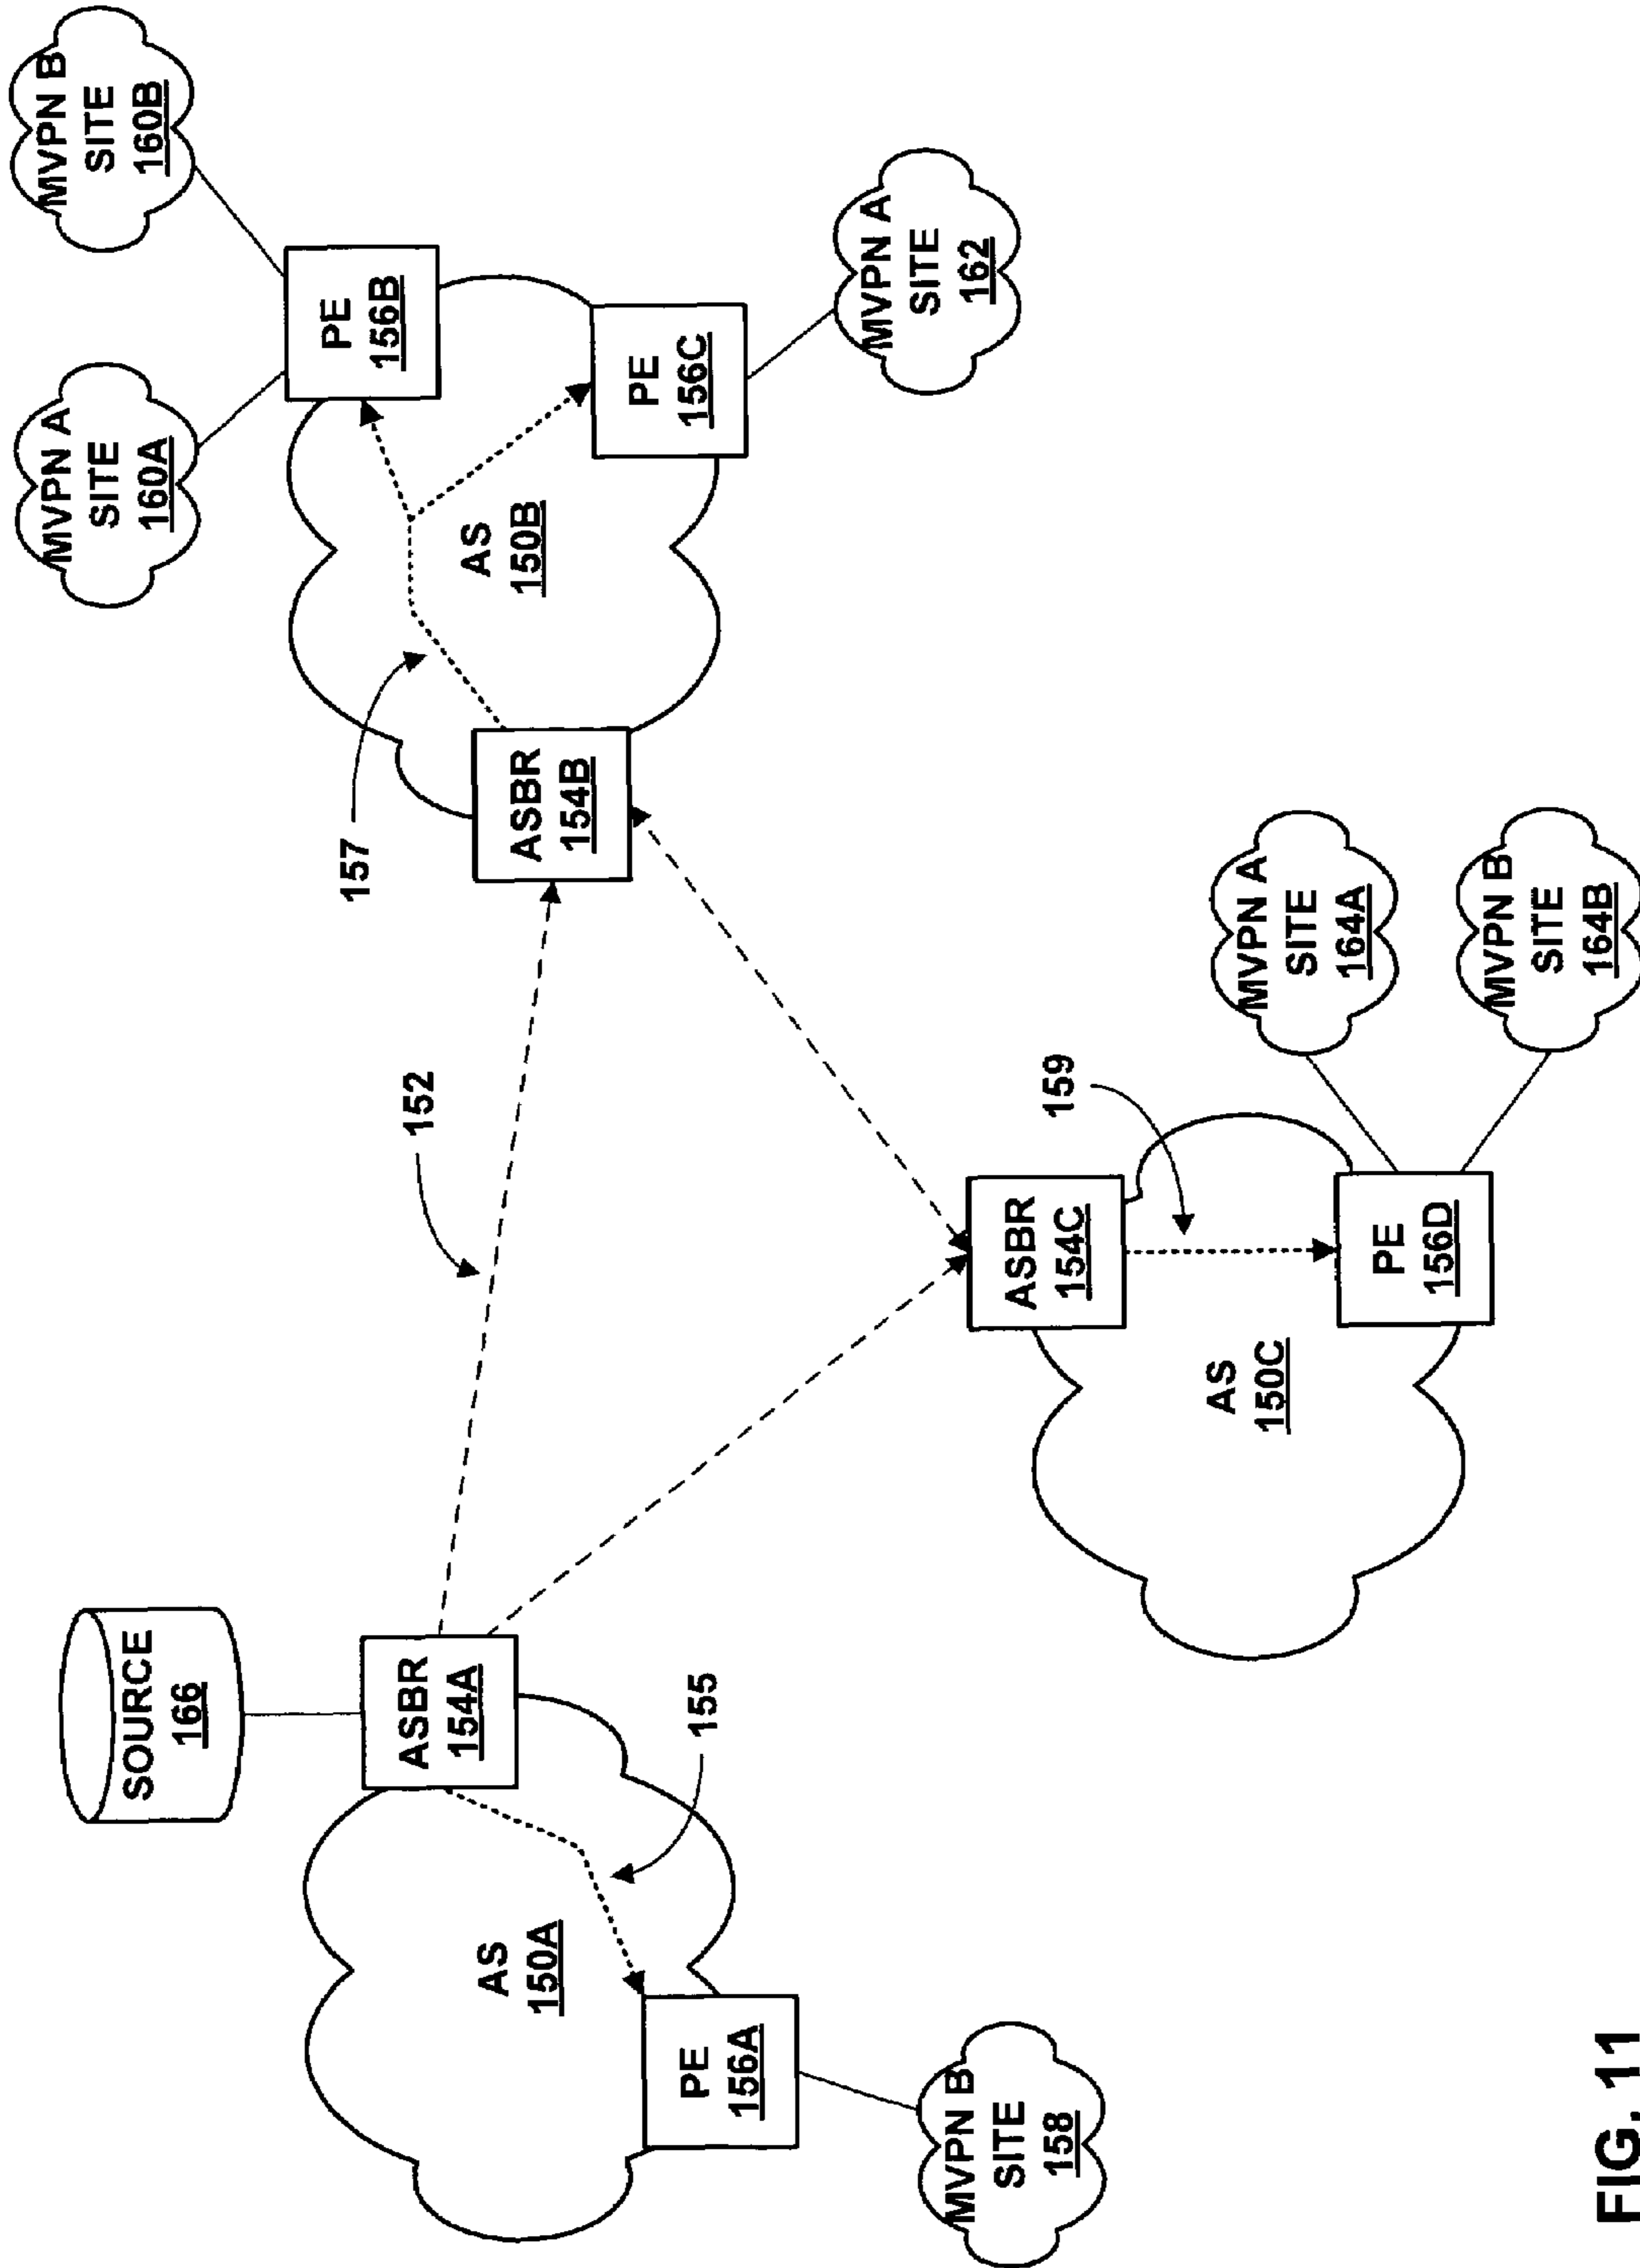 SOURCE
166
ASBR
154A
AS
150A
155
PE
156A
MVPN B
SITE
158
152
157
ASBR
154B
AS
150B
MVPN A
SITE
160A
MVPN B
SITE
160B
PE
156B
PE
156C
MVPN A
SITE
162
ASBR
154C
AS
150C
159
PE
156D
MVPN A
SITE
164A
MVPN B
SITE
164B
FIG. 11